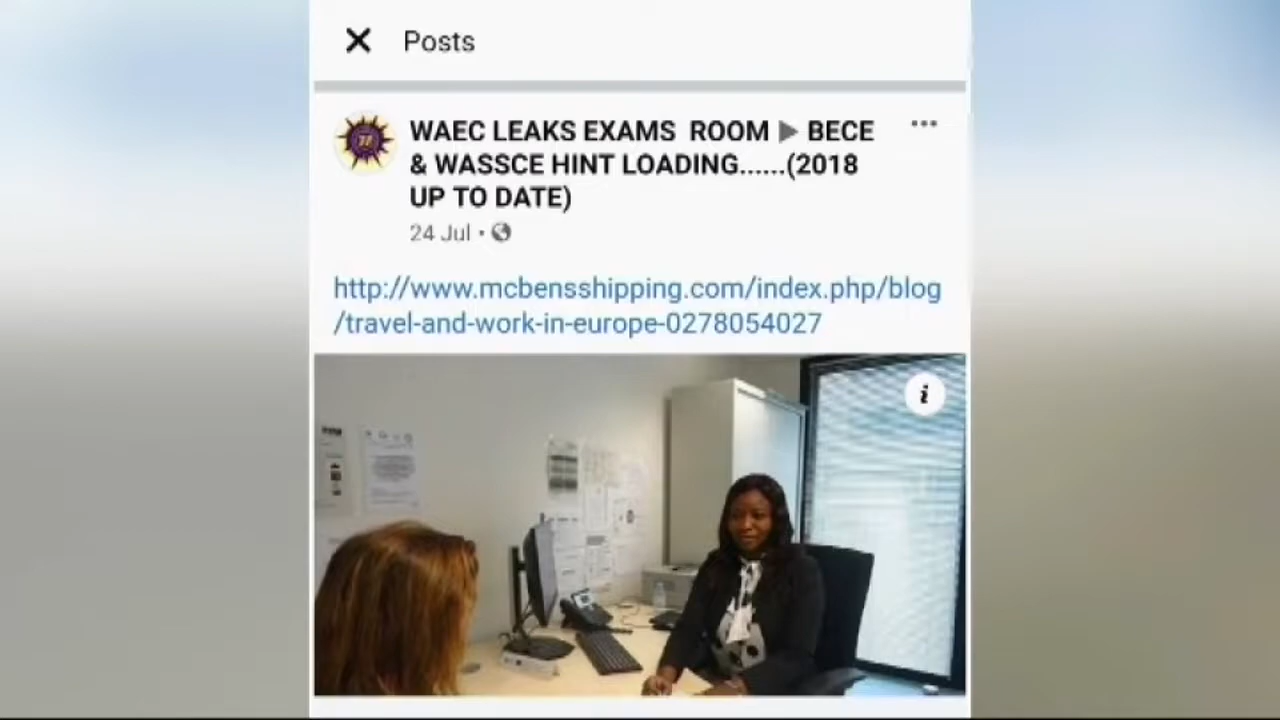 Posts
WAEC LEAKS EXAMS ROOM ▶ BECE
& WASSCE HINT LOADING......(2018
UP TO DATE)
24 Jul •
http://www.mcbensshipping.com/index.php/blog
/travel-and-work-in-europe-0278054027
i